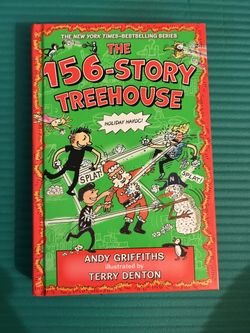 THE NEW YORK TIMES–BESTSELLING SERIES
THE
156-STORY
TREEHOUSE
HOLIDAY HAVOC!
SPLAT!
SPLAT!
ANDY GRIFFITHS
illustrated by
TERRY DENTON